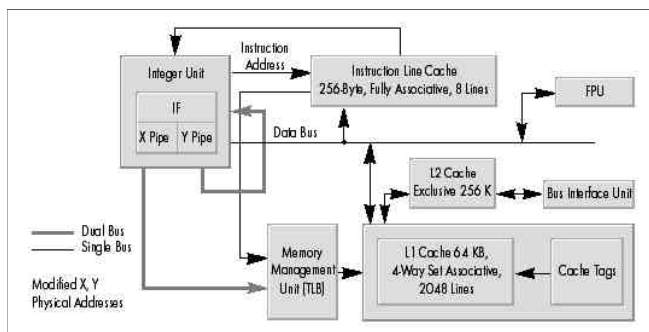 Integer Unit
IF
X Pipe Y Pipe
Instruction
Address
Instruction Line Cache
256-Byte, Fully Associative, 8 Lines
FPU
Data Bus
L2 Cache
Exclusive 256 K
Bus Interface Unit
Dual Bus
Single Bus
Modified X, Y
Physical Addresses
Memory
Management
Unit (TLB)
L1 Cache 64 KB,
4-Way Set Associative,
2048 Lines
Cache Tags